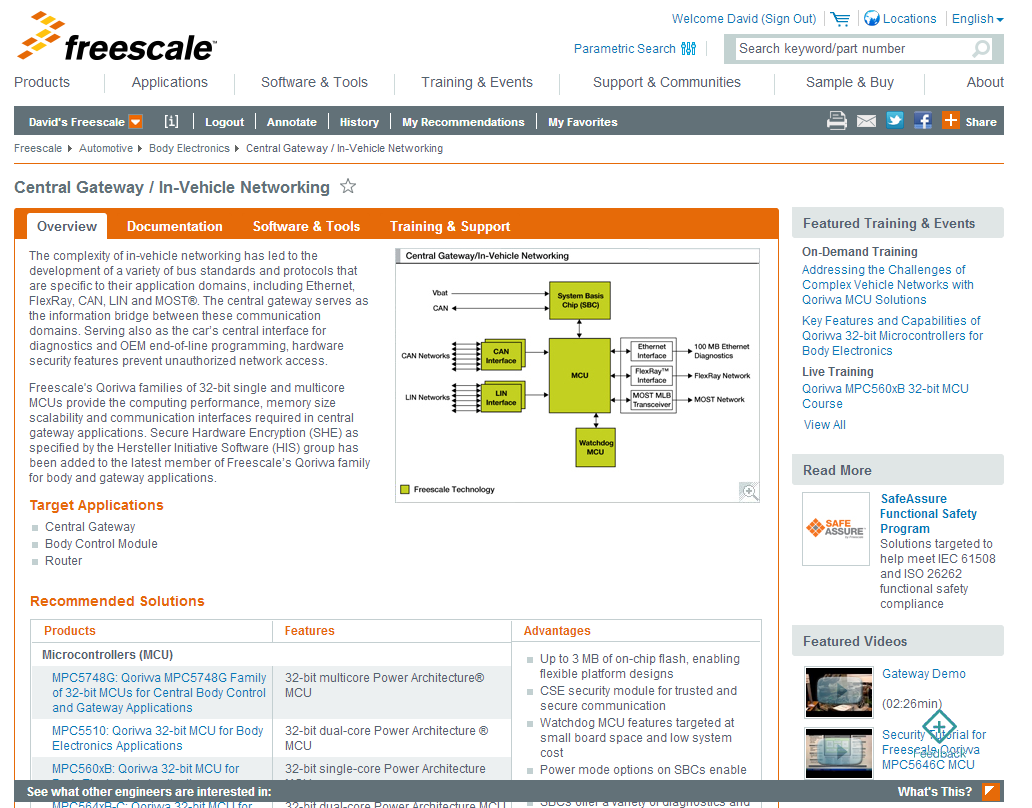 Welcome David (Sign Out)
Locations
English
freescale™
Parametric Search
Search keyword/part number
Products
Applications
Software & Tools
Training & Events
Support & Communities
Sample & Buy
About
David's Freescale
[i]
Logout
Annotate
History
My Recommendations
My Favorites
Share
Freescale
Automotive
Body Electronics
Central Gateway / In-Vehicle Networking
Central Gateway / In-Vehicle Networking
Overview
Documentation
Software & Tools
Training & Support
The complexity of in-vehicle networking has led to the
development of a variety of bus standards and protocols that
are specific to their application domains, including Ethernet,
FlexRay, CAN, LIN and MOST®. The central gateway serves as
the information bridge between these communication
domains. Serving also as the car's central interface for
diagnostics and OEM end-of-line programming, hardware
security features prevent unauthorized network access.
Freescale's Qorivva families of 32-bit single and multicore
MCUs provide the computing performance, memory size
scalability and communication interfaces required in central
gateway applications. Secure Hardware Encryption (SHE) as
specified by the Hersteller Initiative Software (HIS) group has
been added to the latest member of Freescale's Qorivva family
for body and gateway applications.
Central Gateway/In-Vehicle Networking
Vbat
CAN
System Basis
Chip (SBC)
CAN Networks
CAN
Interface
LIN Networks
LIN
Interface
MCU
Ethernet
Interface
100 MB Ethernet
Diagnostics
FlexRay™
Interface
FlexRay Network
MOST MLB
Transceiver
MOST Network
Watchdog
MCU
Freescale Technology
Target Applications
Central Gateway
Body Control Module
Router
Recommended Solutions
Products
Features
Advantages
Microcontrollers (MCU)
MPC5748G: Qorivva MPC5748G Family
of 32-bit MCUs for Central Body Control
and Gateway Applications
32-bit multicore Power Architecture®
MCU
MPC5510: Qorivva 32-bit MCU for Body
Electronics Applications
32-bit dual-core Power Architecture ®
MCU
MPC560xB: Qorivva 32-bit MCU for
32-bit single-core Power Architecture
MPC564xB-C: Qorivva 32-bit MCU for
32-bit dual-core Power Architecture MCU
Up to 3 MB of on-chip flash, enabling
flexible platform designs
CSE security module for trusted and
secure communication
Watchdog MCU features targeted at
small board space and low system
cost
Power mode options on SBCs enable
SBCs offer a variety of diagnostics and
Featured Training & Events
On-Demand Training
Addressing the Challenges of
Complex Vehicle Networks with
Qorivva MCU Solutions
Key Features and Capabilities of
Qorivva 32-bit Microcontrollers for
Body Electronics
Live Training
Qorivva MPC560xB 32-bit MCU
Course
View All
Read More
SAFE
ASSURE
SafeAssure
Functional Safety
Program
Solutions targeted to
help meet IEC 61508
and ISO 26262
functional safety
compliance
Featured Videos
Gateway Demo
(02:26min)
Security Tutorial for
Freescale Qorivva
MPC5646C MCU
Feedback
See what other engineers are interested in:
What's This?